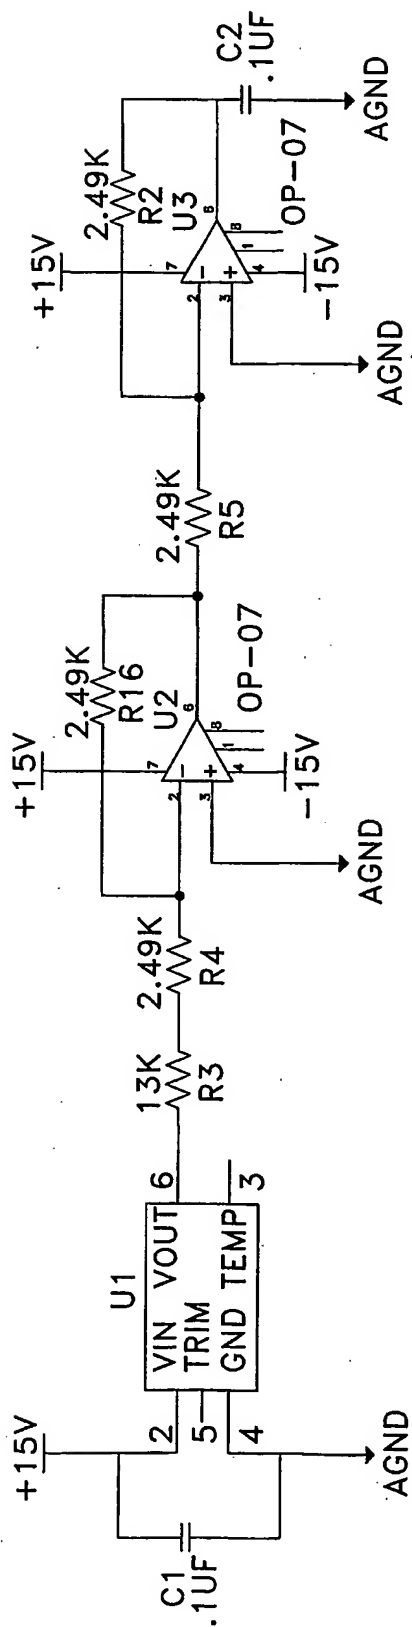 +15V
C1
.1UF
2
5
4
AGND
U1
VIN VOUT
TRIM
GND TEMP
6
3
13K
R3
2.49K
R4
+15V
2.49K
R16
U2
7
2
-
3
+
6
8
1
4
OP-07
-15V
AGND
2.49K
R5
+15V
2.49K
R2
U3
7
2
-
3
+
6
8
1
4
OP-07
-15V
AGND
C2
.1UF
AGND